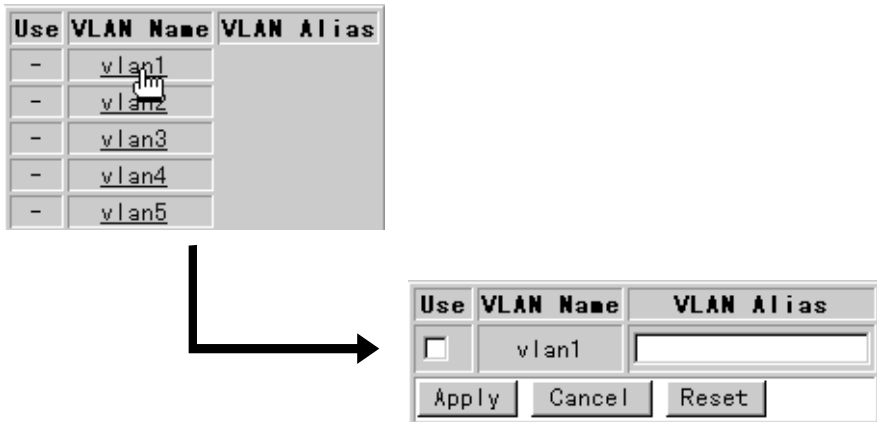 Use VLAN Name VLAN Alias
- vlan1
- vlan2
- vlan3
- vlan4
- vlan5
Use VLAN Name VLAN Alias
vlan1
Apply Cancel Reset